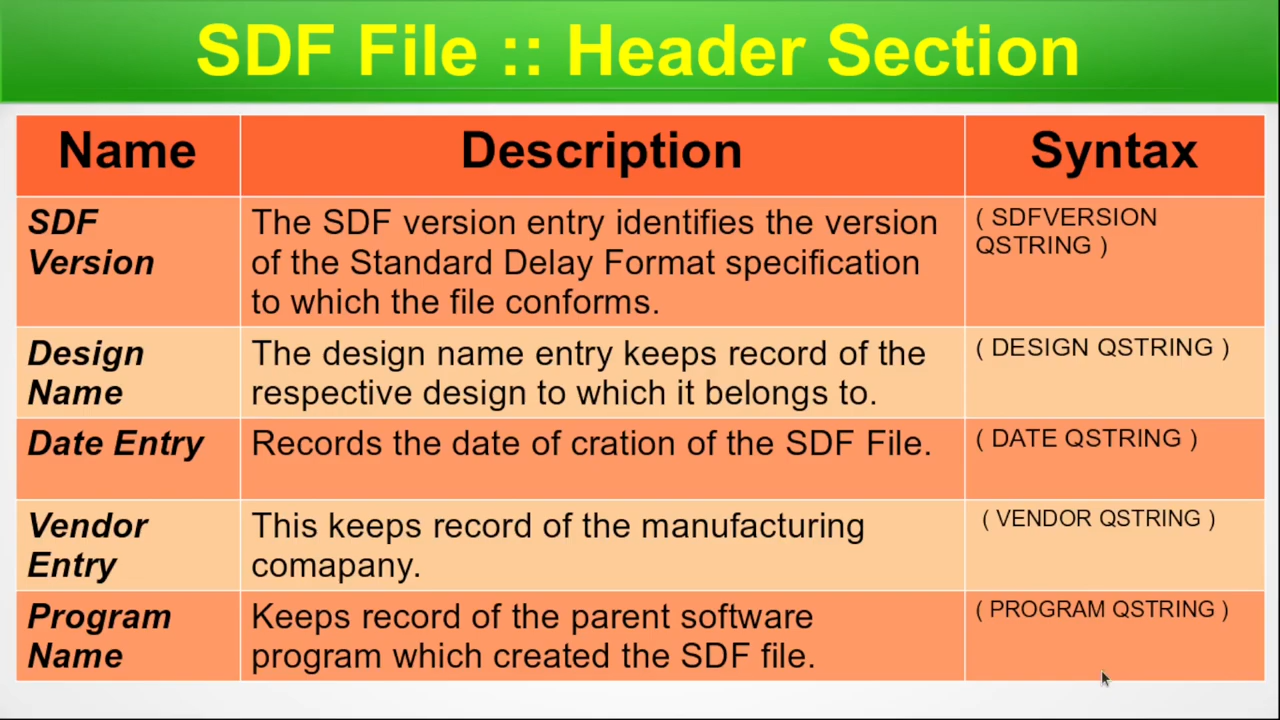 SDF File :: Header Section
Name Description Syntax
SDF
Version
The SDF version entry identifies the version
of the Standard Delay Format specification
to which the file conforms.
( SDFVERSION
QSTRING )
Design
Name
The design name entry keeps record of the
respective design to which it belongs to.
( DESIGN QSTRING )
Date Entry
Records the date of cration of the SDF File.
( DATE QSTRING )
Vendor
Entry
This keeps record of the manufacturing
comapany.
( VENDOR QSTRING )
Program
Name
Keeps record of the parent software
program which created the SDF file.
( PROGRAM QSTRING )